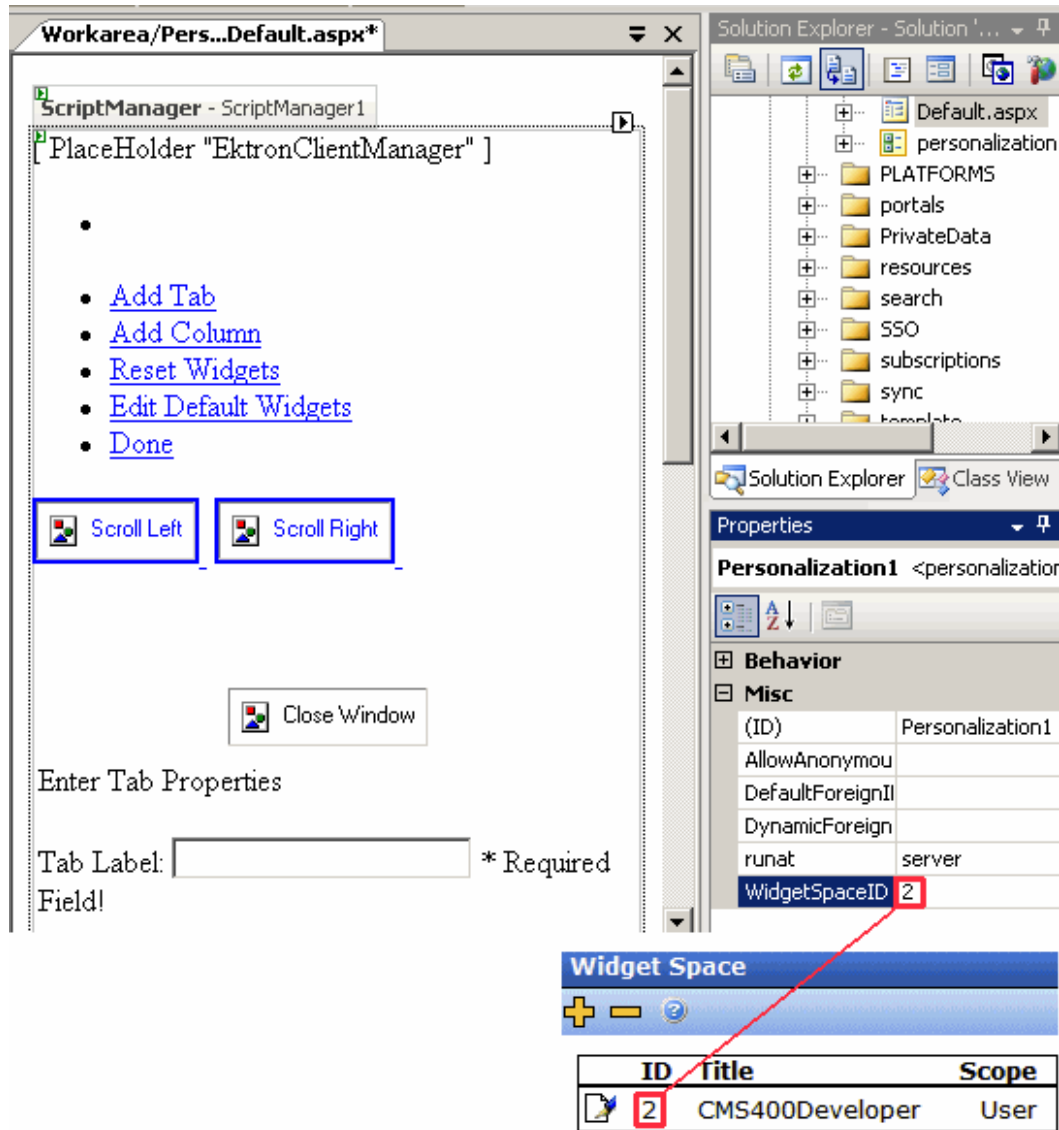 Workarea/Pers...Default.aspx*
ScriptManager - ScriptManager1
[ PlaceHolder "EktronClientManager" ]
Add Tab
Add Column
Reset Widgets
Edit Default Widgets
Done
Scroll Left
Scroll Right
Close Window
Enter Tab Properties
Tab Label:
* Required
Field!
Solution Explorer - Solution '...
Default.aspx
personalization
PLATFORMS
portals
PrivateData
resources
search
SSO
subscriptions
sync
template
Solution Explorer
Class View
Properties
Personalization1 <personalization
Behavior
Misc
(ID) Personalization1
AllowAnonymou
DefaultForeignII
DynamicForeign
runat server
WidgetSpaceID 2
Widget Space
ID Title Scope
2 CMS400Developer User